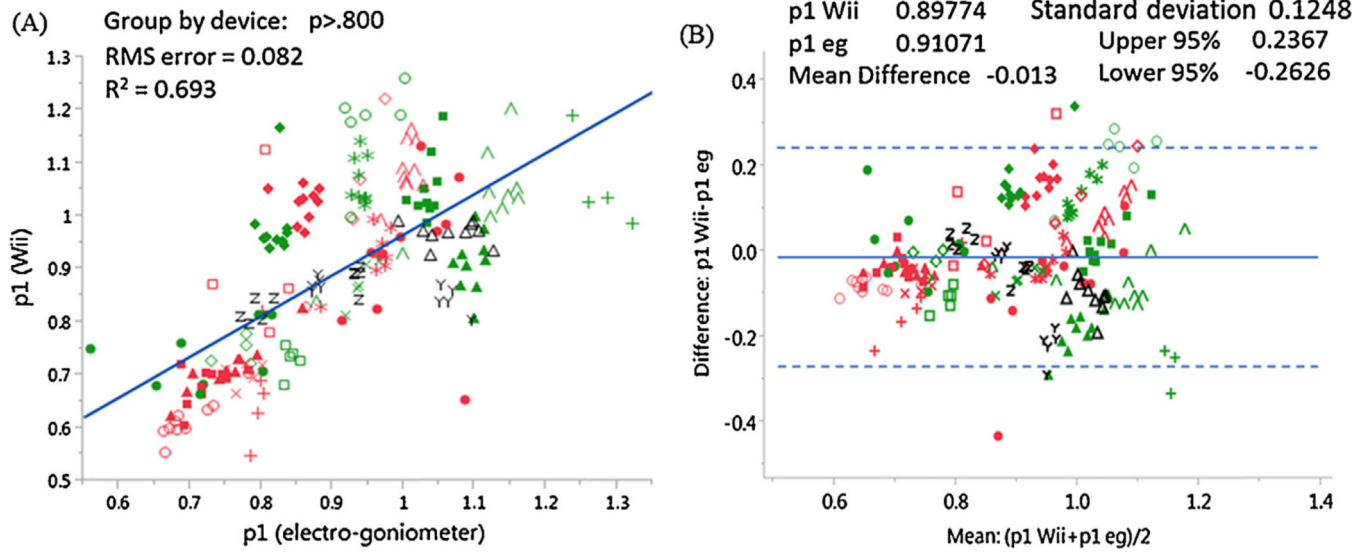 (A)
Group by device: p>.800
RMS error = 0.082
R² = 0.693
1.3
1.2
1.1
1
0.9
0.8
0.7
0.6
0.5
p1 (Wii)
0.6 0.7 0.8 0.9 1 1.1 1.2 1.3
p1 (electro-goniometer)
(B)
p1 Wii 0.89774 Standard deviation 0.1248
p1 eg 0.91071 Upper 95% 0.2367
Mean Difference -0.013 Lower 95% -0.2626
0.4
0.2
0.0
-0.2
-0.4
Difference: p1 Wii-p1 eg
0.6 0.8 1.0 1.2 1.4
Mean: (p1 Wii+p1 eg)/2